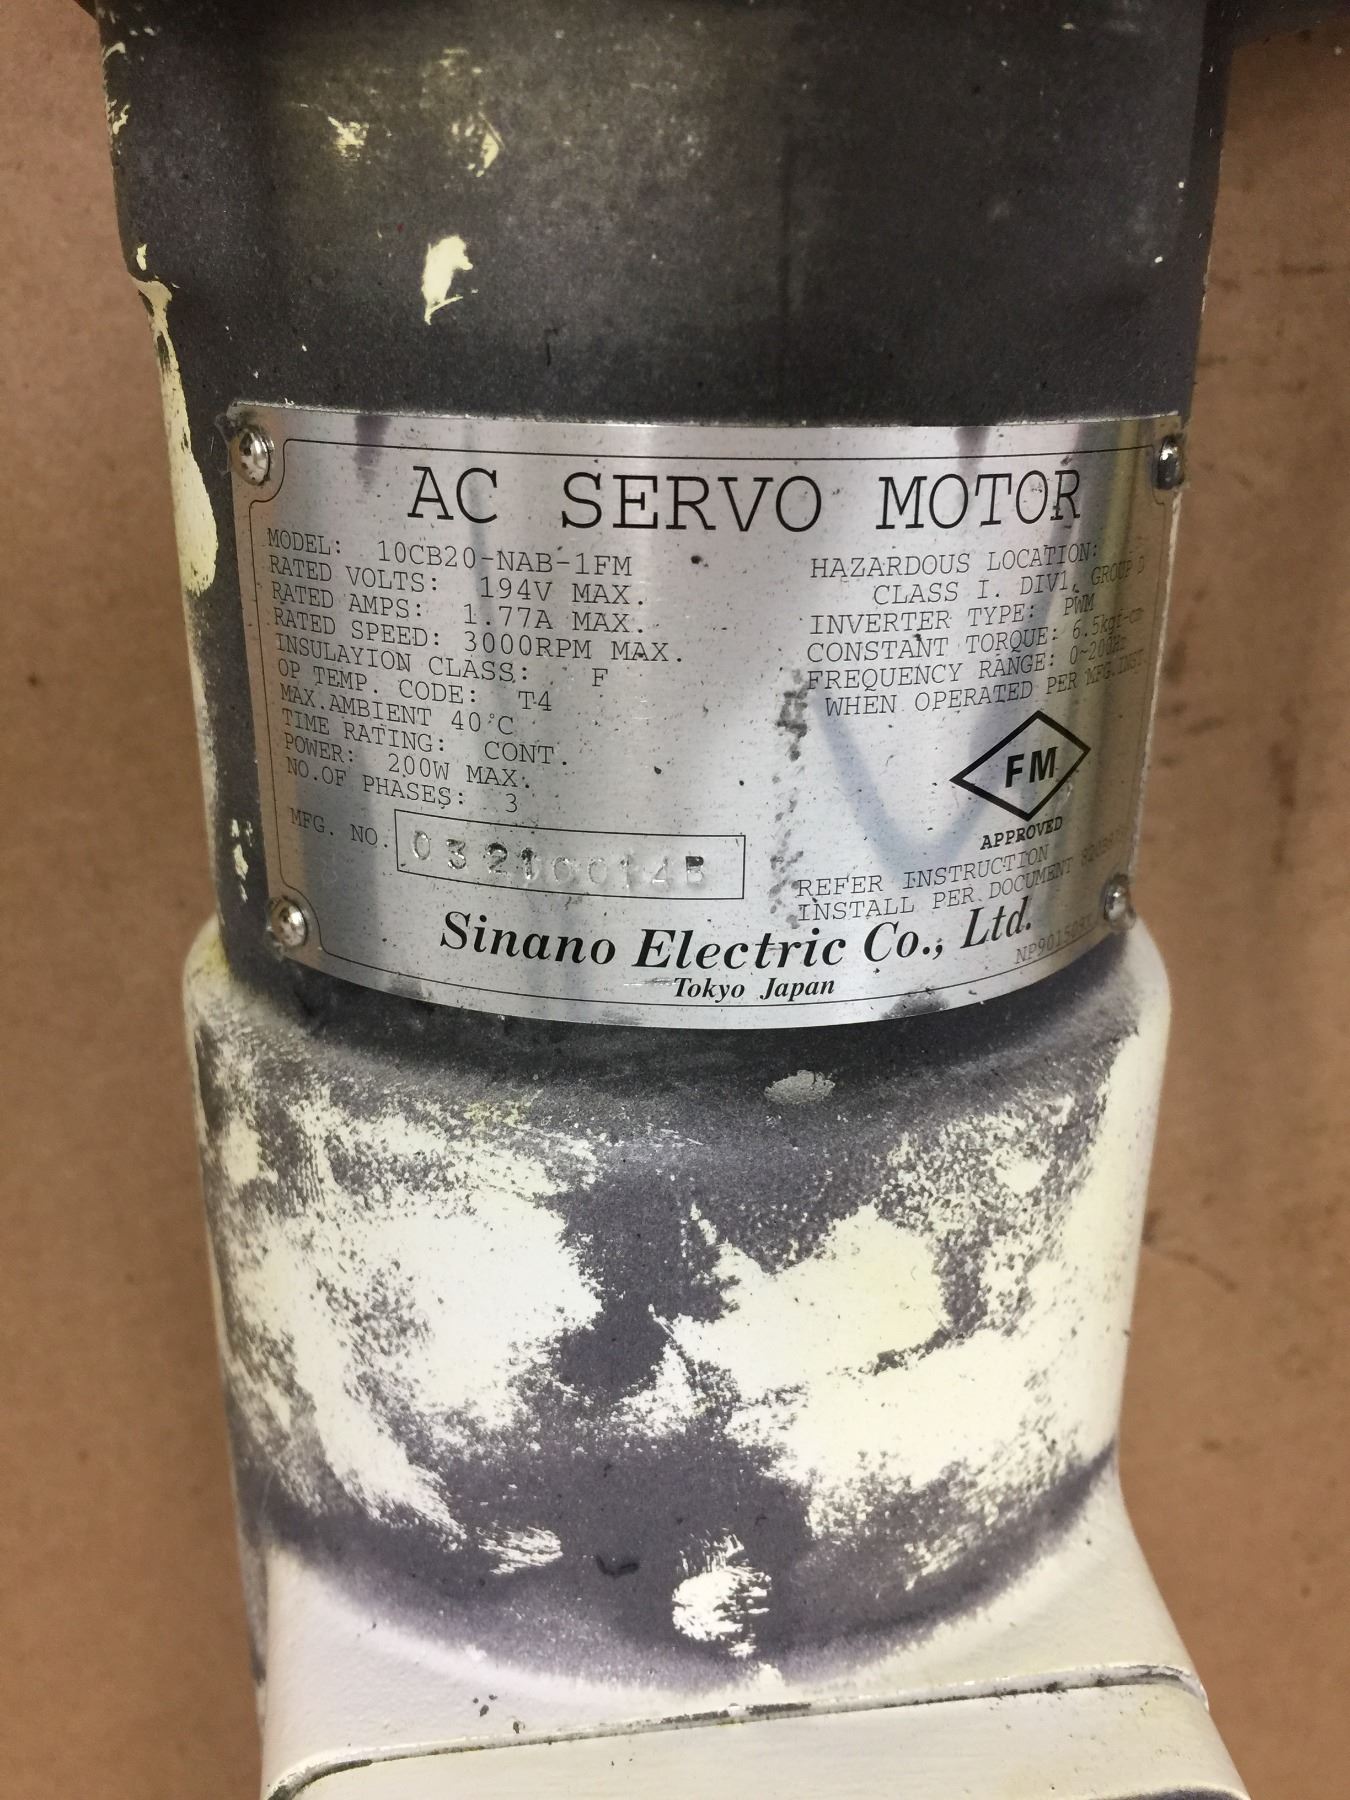 AC SERVO MOTOR
MODEL: 10CB20-NAB-1FM
RATED VOLTS: 194V MAX.
RATED AMPS: 1.77A MAX.
RATED SPEED: 3000RPM MAX.
INSULAYION CLASS: F
OP TEMP. CODE: T4
MAX.AMBIENT 40°C
TIME RATING: CONT.
POWER: 200W MAX.
NO.OF PHASES: 3
MFG. NO.
HAZARDOUS LOCATION:
CLASS I. DIV1, GROUP D
INVERTER TYPE: PWM
CONSTANT TORQUE: 6.5kgf-cm
FREQUENCY RANGE: 0~200Hz
WHEN OPERATED PER MFG.INST.
FM
APPROVED
REFER INSTRUCTION
INSTALL PER DOCUMENT
Sinano Electric Co., Ltd.
Tokyo Japan